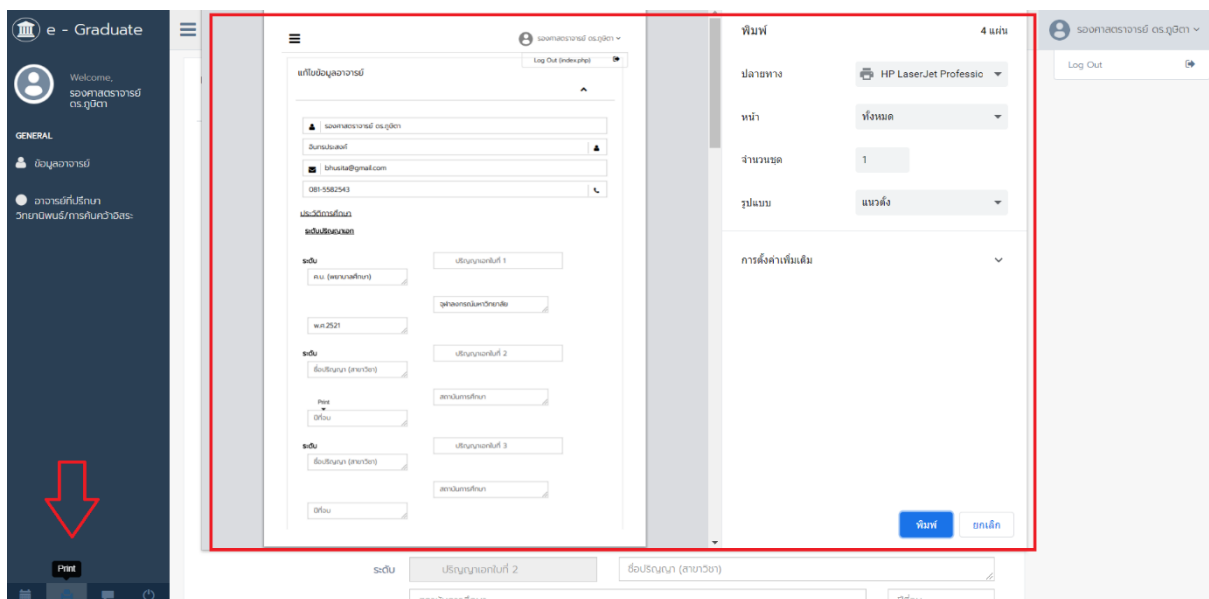 e - Graduate
Welcome,
รองศาสตราจารย์
ดร.ภูษิตา
GENERAL
ข้อมูลอาจารย์
อาจารย์ที่ปรึกษา
วิทยานิพนธ์/การค้นคว้าอิสระ
Print
รองศาสตราจารย์ ดร.ภูษิตา
Log Out (index.php)
แก้ไขข้อมูลอาจารย์
รองศาสตราจารย์ ดร.ภูษิตา
อินทรประสงค์
bhusita@gmail.com
081-5582543
ประวัติการศึกษา
ระดับปริญญาเอก
ระดับ
ปริญญาเอกใบที่ 1
ค.บ. (พยาบาลศึกษา)
จุฬาลงกรณ์มหาวิทยาลัย
พ.ศ.2521
ระดับ
ปริญญาเอกใบที่ 2
ชื่อปริญญา (สาขาวิชา)
สถาบันการศึกษา
Print
ปีที่จบ
ระดับ
ปริญญาเอกใบที่ 3
ชื่อปริญญา (สาขาวิชา)
สถาบันการศึกษา
ปีที่จบ
พิมพ์
4 แผ่น
ปลายทาง
HP LaserJet Professic
หน้า
ทั้งหมด
จำนวนชุด
1
รูปแบบ
แนวตั้ง
การตั้งค่าเพิ่มเติม
พิมพ์
ยกเลิก
รองศาสตราจารย์ ดร.ภูษิตา
Log Out
ระดับ
ปริญญาเอกใบที่ 2
ชื่อปริญญา (สาขาวิชา)